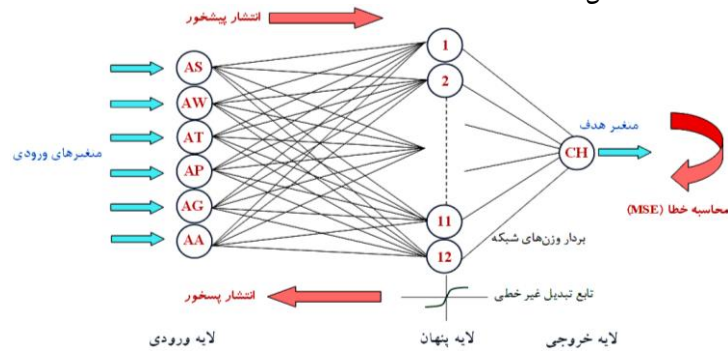 انتشار پیشخور
1
AS
2
AW
متغیر هدف
AT
متغیرهای ورودی
CH
AP
AG
محاسبه خطا (MSE)
11
AA
بردار وزن‌های شبکه
12
انتشار پسخور
تابع تبدیل غیر خطی
لایه ورودی
لایه پنهان
لایه خروجی